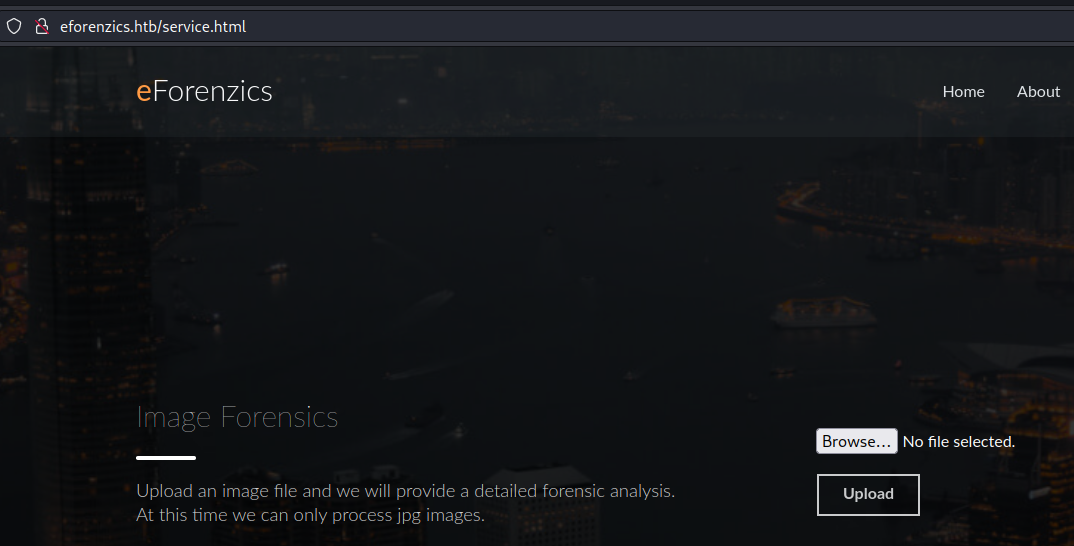 eforenzics.htb/service.html
eForenzics
Home About
Image Forensics
Browse... No file selected.
Upload an image file and we will provide a detailed forensic analysis.
Upload
At this time we can only process jpg images.